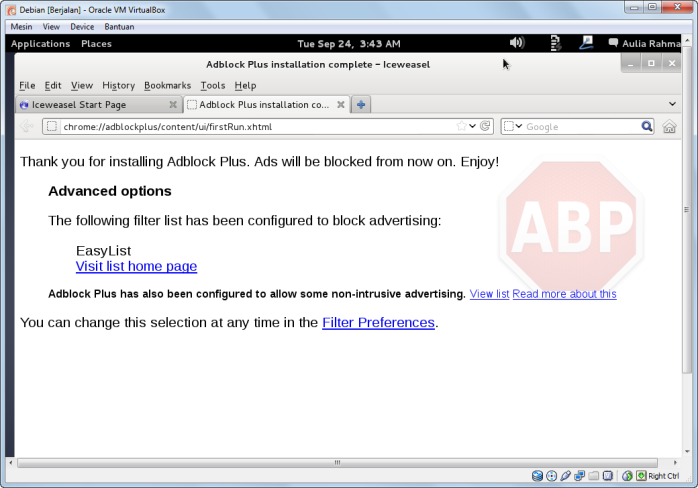 Debian [Berjalan] - Oracle VM VirtualBox
Mesin View Device Bantuan
Applications Places Tue Sep 24, 3:43 AM Aulia Rahma
Adblock Plus installation complete – Iceweasel
File Edit View History Bookmarks Tools Help
Iceweasel Start Page Adblock Plus installation co...
chrome://adblockplus/content/ui/firstRun.xhtml Google
Thank you for installing Adblock Plus. Ads will be blocked from now on. Enjoy!
Advanced options
The following filter list has been configured to block advertising:
ABP
EasyList
Visit list home page
Adblock Plus has also been configured to allow some non-intrusive advertising. View list Read more about this
You can change this selection at any time in the Filter Preferences.
Right Ctrl